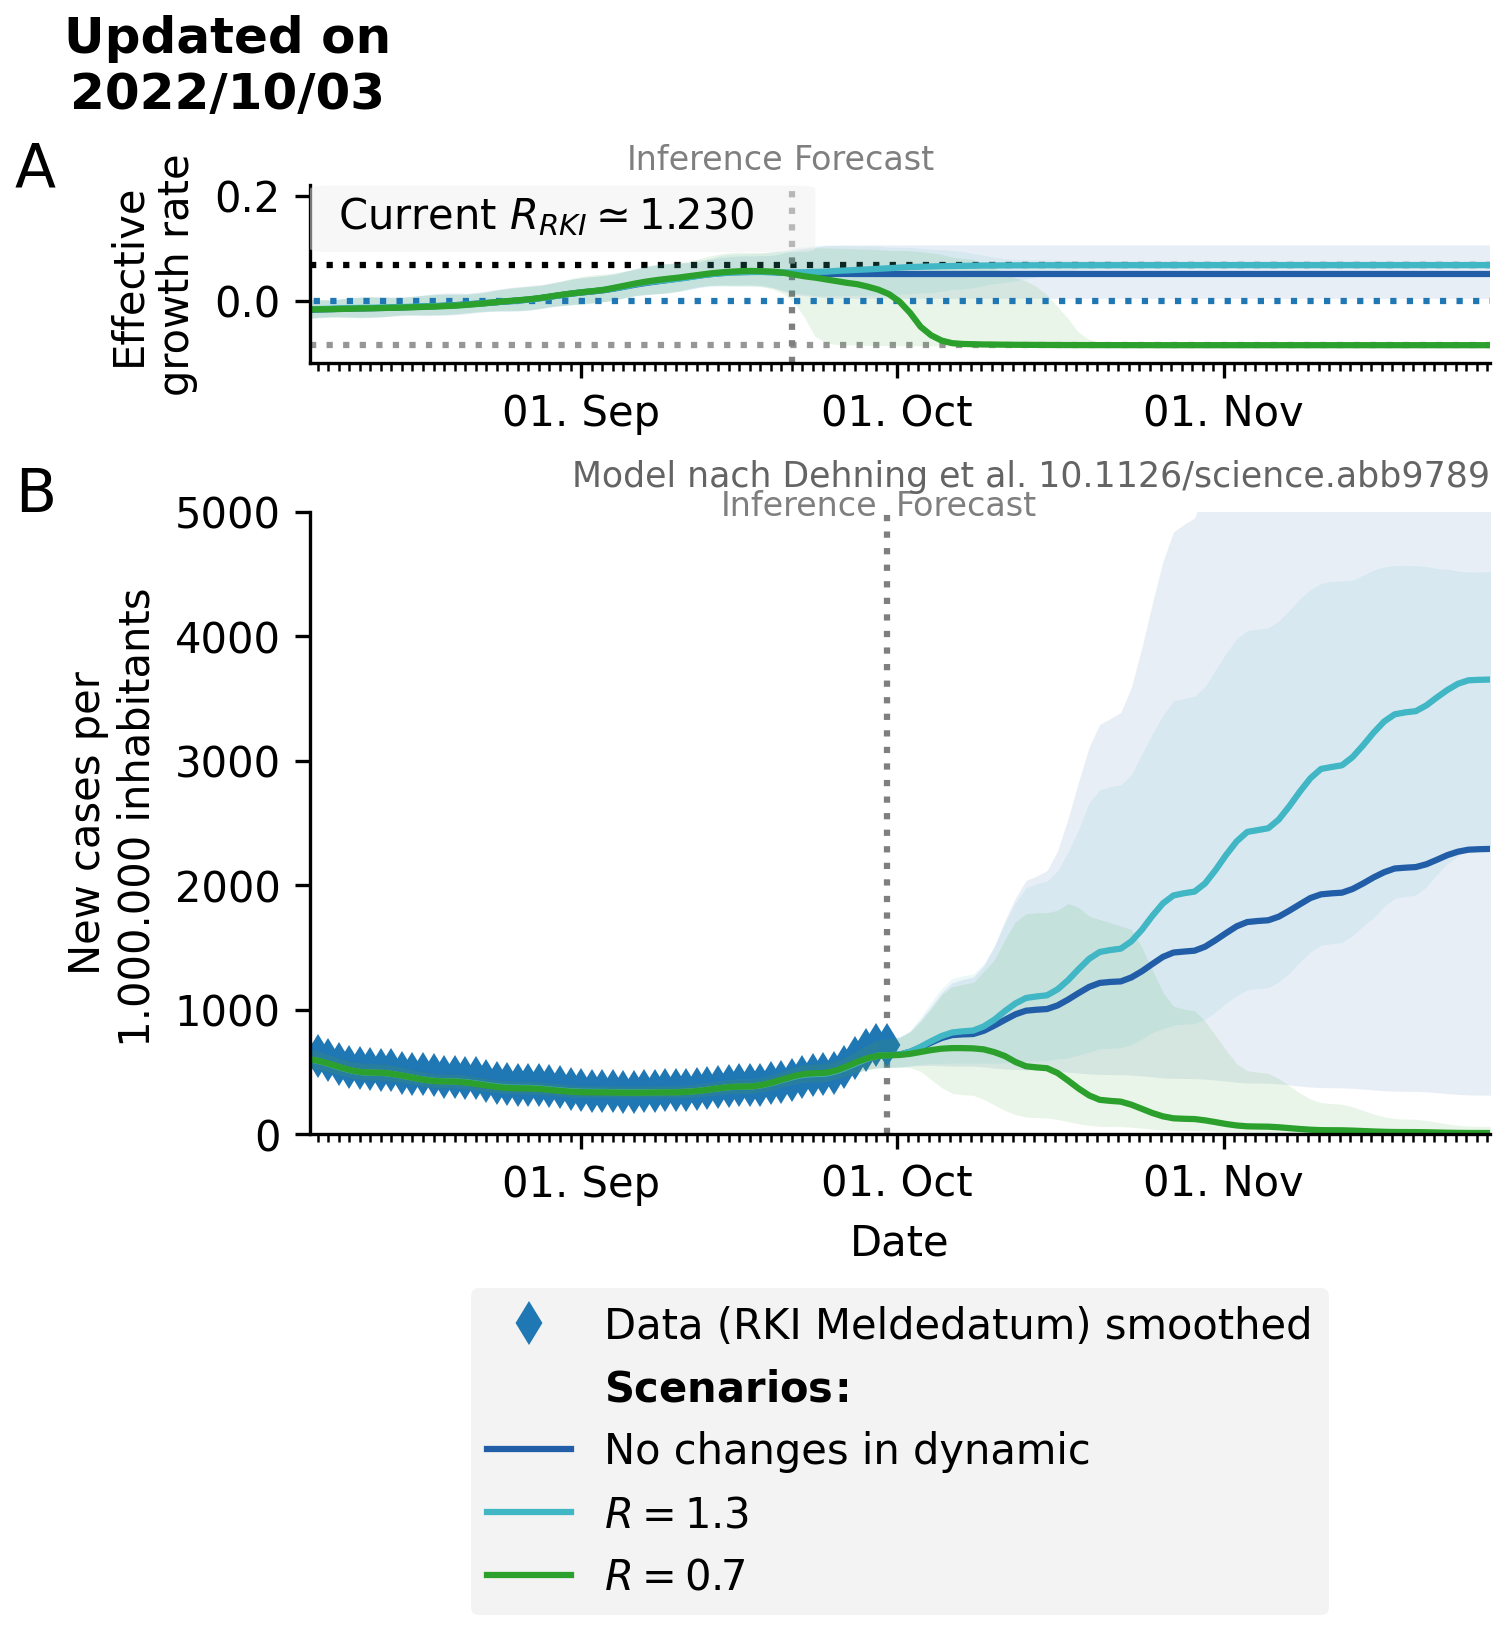 Updated on
2022/10/03
A
Inference Forecast
Effective
growth rate
0.2
0.0
Current R_RKI ≃ 1.230
01. Sep
01. Oct
01. Nov
B
Model nach Dehning et al. 10.1126/science.abb9789
Inference Forecast
New cases per
1.000.000 inhabitants
5000
4000
3000
2000
1000
0
01. Sep
01. Oct
01. Nov
Date
Data (RKI Meldedatum) smoothed
Scenarios:
No changes in dynamic
R = 1.3
R = 0.7